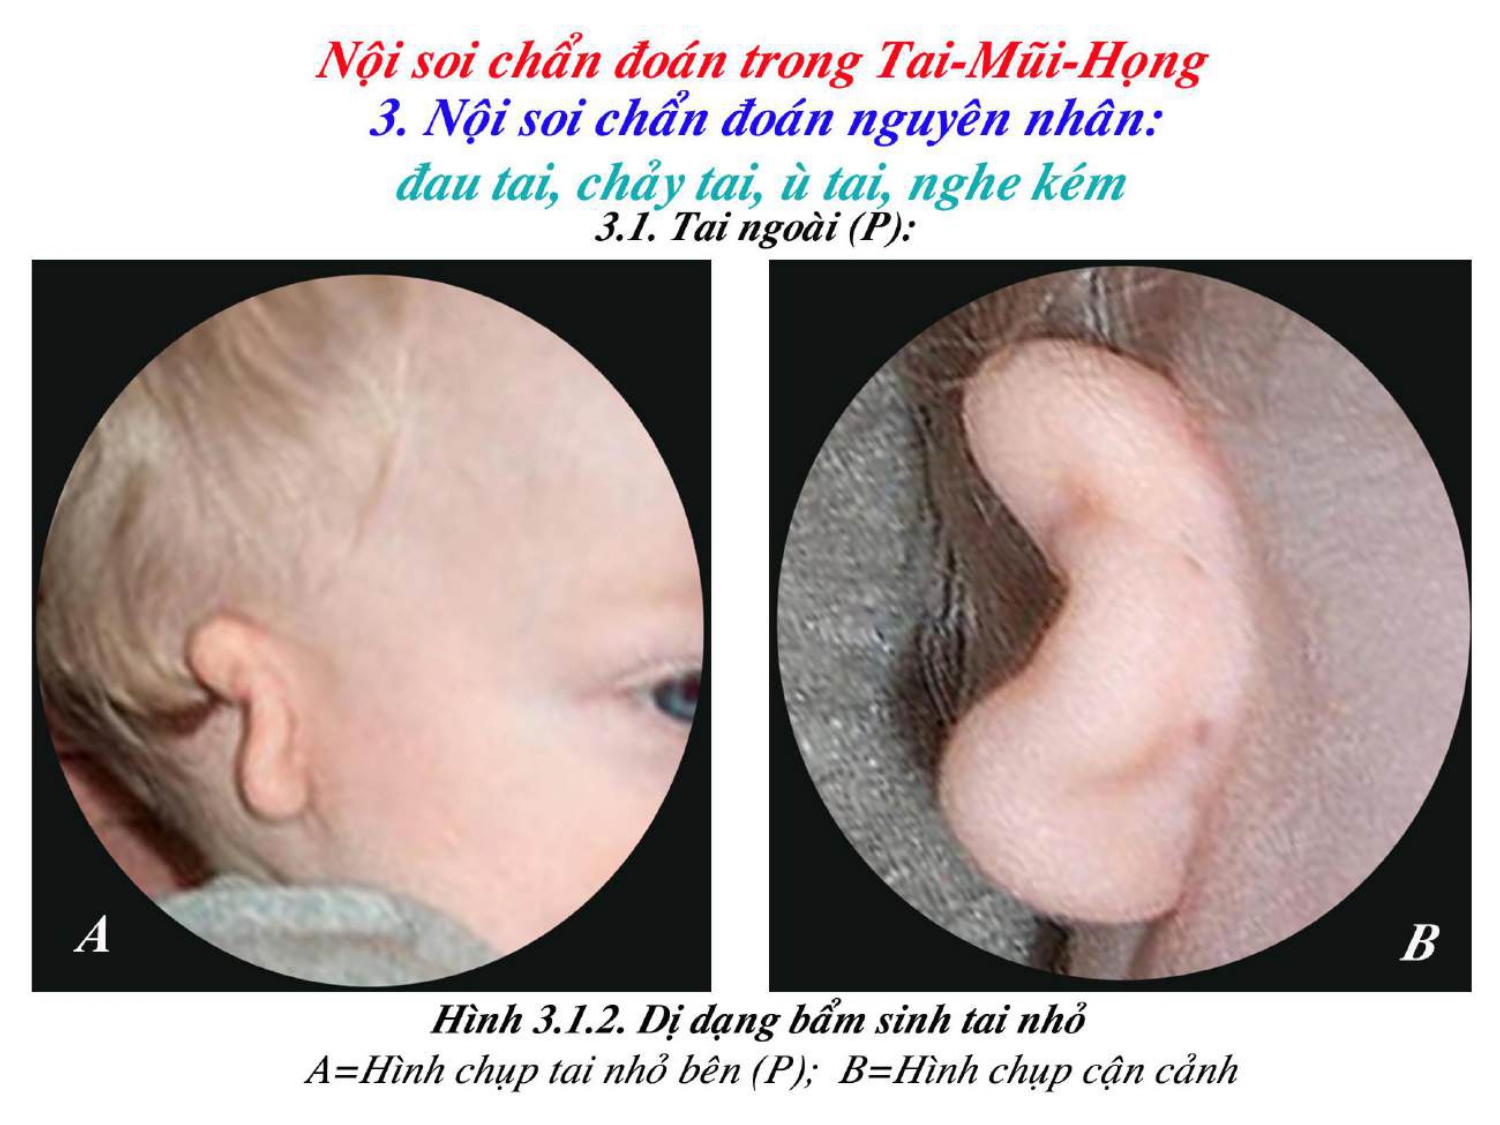 Nội soi chẩn đoán trong Tai-Mũi-Họng
3. Nội soi chẩn đoán nguyên nhân:
đau tai, chảy tai, ù tai, nghe kém
3.1. Tai ngoài (P):
A
B
Hình 3.1.2. Dị dạng bẩm sinh tai nhỏ
A=Hình chụp tai nhỏ bên (P); B=Hình chụp cận cảnh